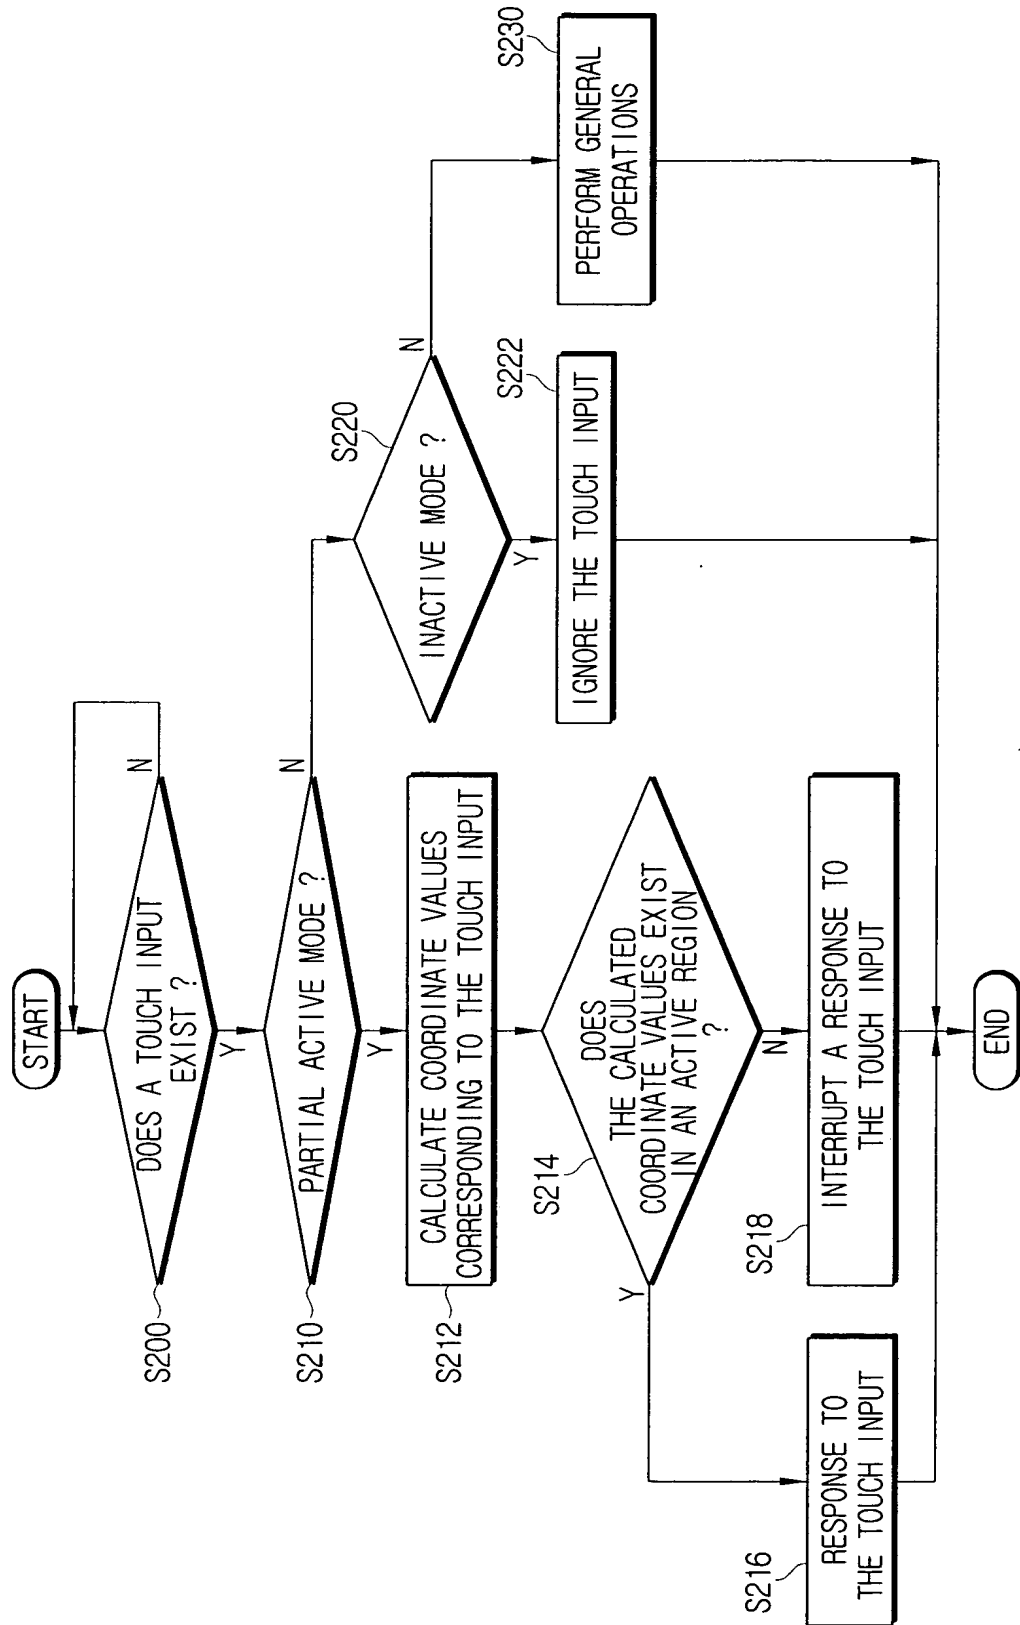 START
DOES A TOUCH INPUT
EXIST ?
S200
N
Y
PARTIAL ACTIVE MODE ?
S210
N
Y
CALCULATE COORDINATE VALUES
CORRESPONDING TO THE TOUCH INPUT
S212
DOES
THE CALCULATED
COORDINATE VALUES EXIST
IN AN ACTIVE REGION
?
S214
Y
N
RESPONSE TO
THE TOUCH INPUT
S216
INTERRUPT A RESPONSE TO
THE TOUCH INPUT
S218
INACTIVE MODE ?
S220
N
Y
IGNORE THE TOUCH INPUT
S222
PERFORM GENERAL
OPERATIONS
S230
END